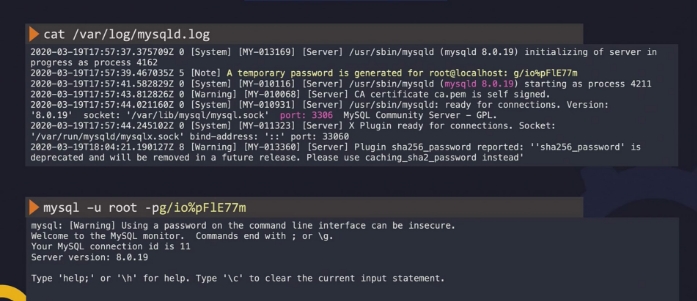 cat /var/log/mysqld.log
2020-03-19T17:57:37.375709Z 0 [System] [MY-013169] [Server] /usr/sbin/mysqld (mysqld 8.0.19) initializing of server in
progress as process 4162
2020-03-19T17:57:39.467035Z 5 [Note] A temporary password is generated for root@localhost: g/io%pFlE77m
2020-03-19T17:57:41.582829Z 0 [System] [MY-010116] [Server] /usr/sbin/mysqld (mysqld 8.0.19) starting as process 4211
2020-03-19T17:57:43.812826Z 0 [Warning] [MY-010068] [Server] CA certificate ca.pem is self signed.
2020-03-19T17:57:44.021160Z 0 [System] [MY-010931] [Server] /usr/sbin/mysqld: ready for connections. Version:
'8.0.19' socket: '/var/lib/mysql/mysql.sock' port: 3306 MySQL Community Server – GPL.
2020-03-19T17:57:44.245102Z 0 [System] [MY-011323] [Server] X Plugin ready for connections. Socket:
'/var/run/mysqld/mysqlx.sock' bind-address: '::' port: 33060
2020-03-19T18:04:21.190127Z 8 [Warning] [MY-013360] [Server] Plugin sha256_password reported: ''sha256_password' is
deprecated and will be removed in a future release. Please use caching_sha2_password instead'
mysql –u root -pg/io%pFlE77m
mysql: [Warning] Using a password on the command line interface can be insecure.
Welcome to the MySQL monitor. Commands end with ; or \g.
Your MySQL connection id is 11
Server version: 8.0.19
Type 'help;' or '\h' for help. Type '\c' to clear the current input statement.